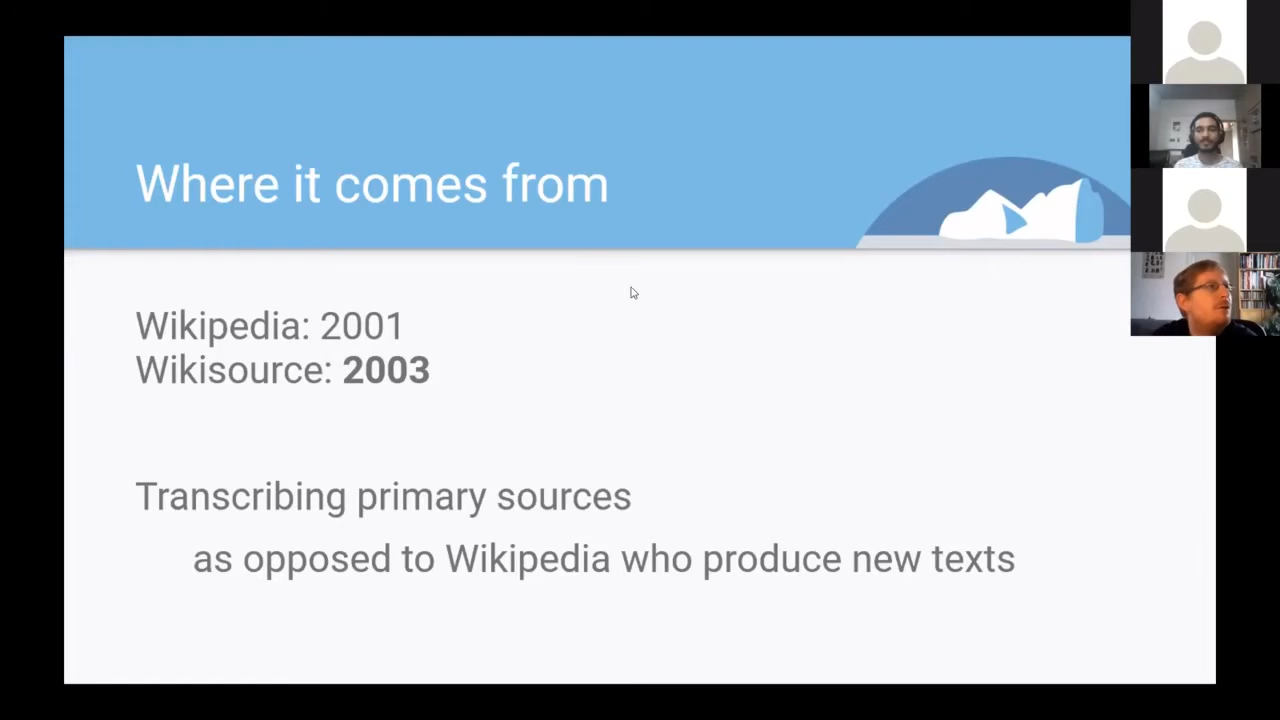 Where it comes from
Wikipedia: 2001
Wikisource: 2003
Transcribing primary sources
as opposed to Wikipedia who produce new texts